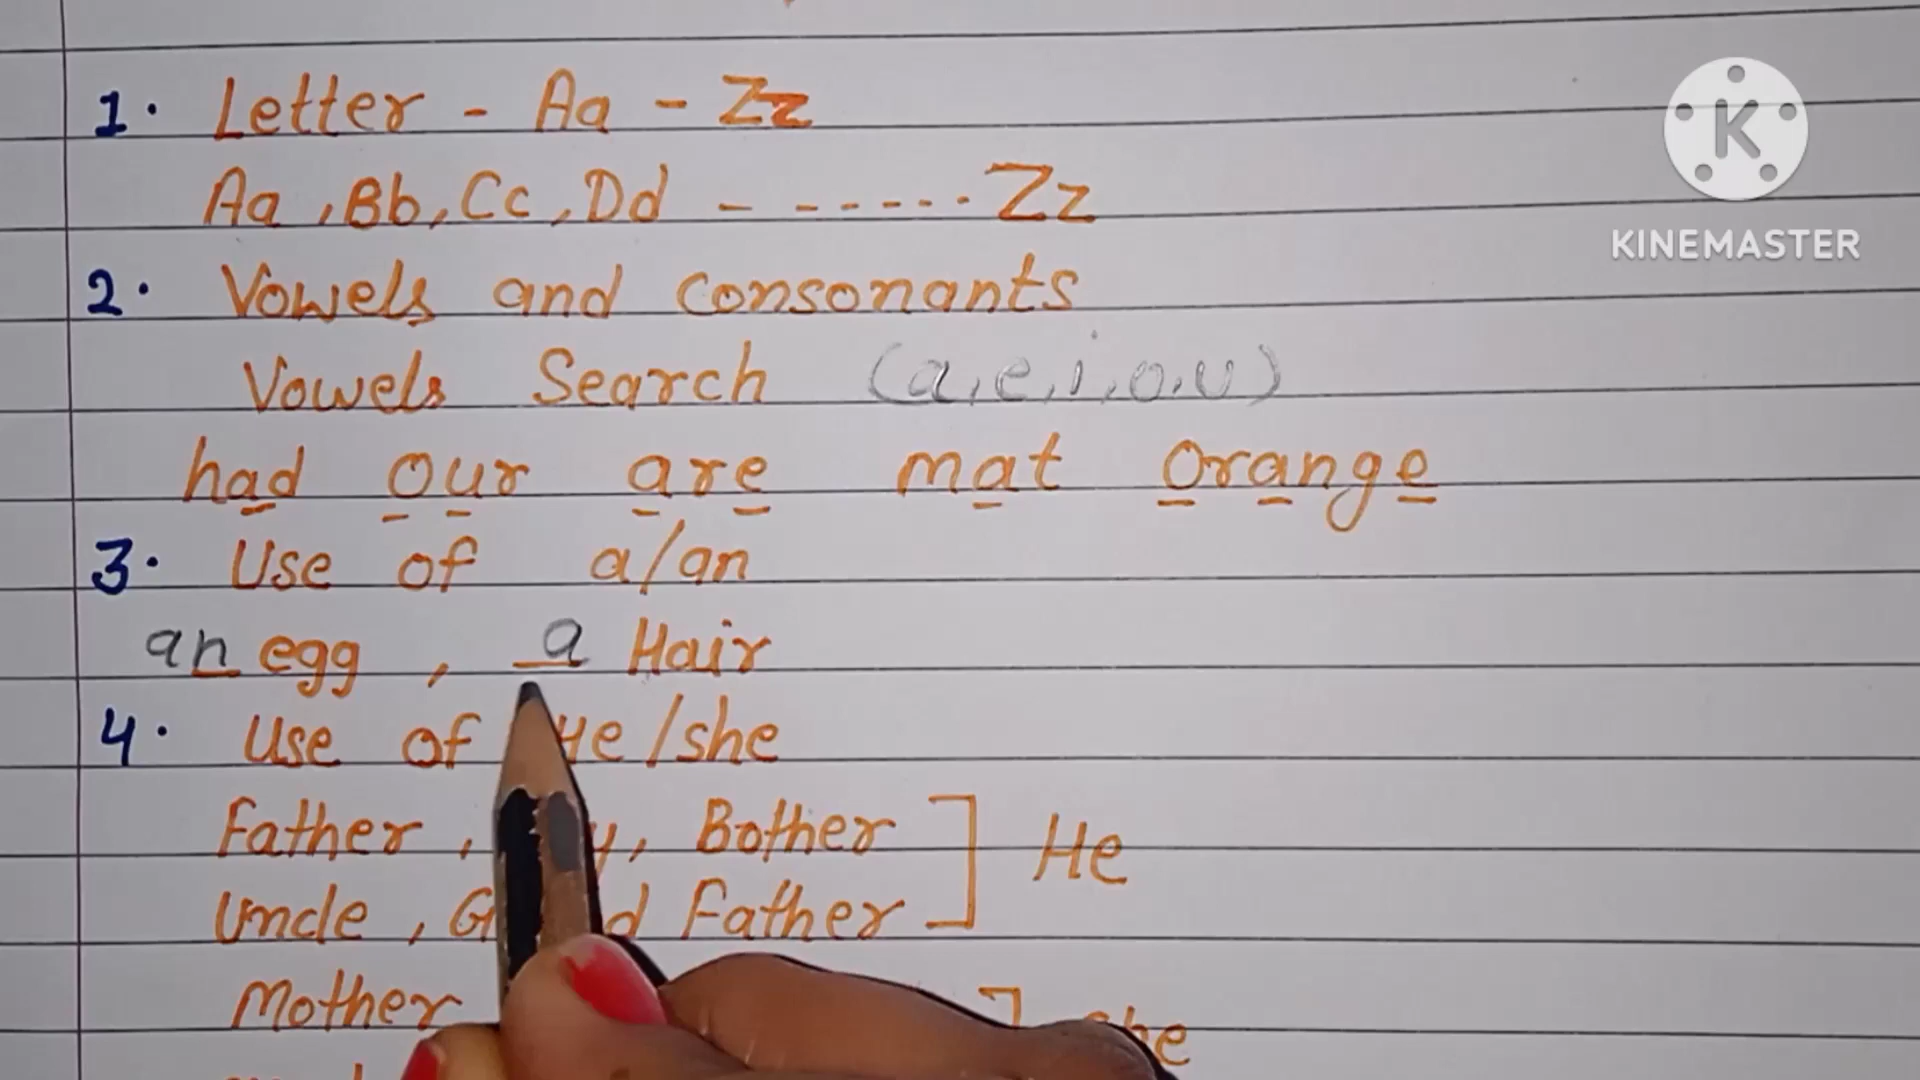 1. Letter - Aa - Zz
Aa, Bb, Cc, Dd - - - - - - . . . Zz
2. Vowels and Consonants
Vowels Search (a, e, i, o, u)
had our are mat orange
3. Use of a/an
an egg, a Hair
4. Use of He/she
Father, Bother ] He
Uncle, Father
Mother
KINEMASTER